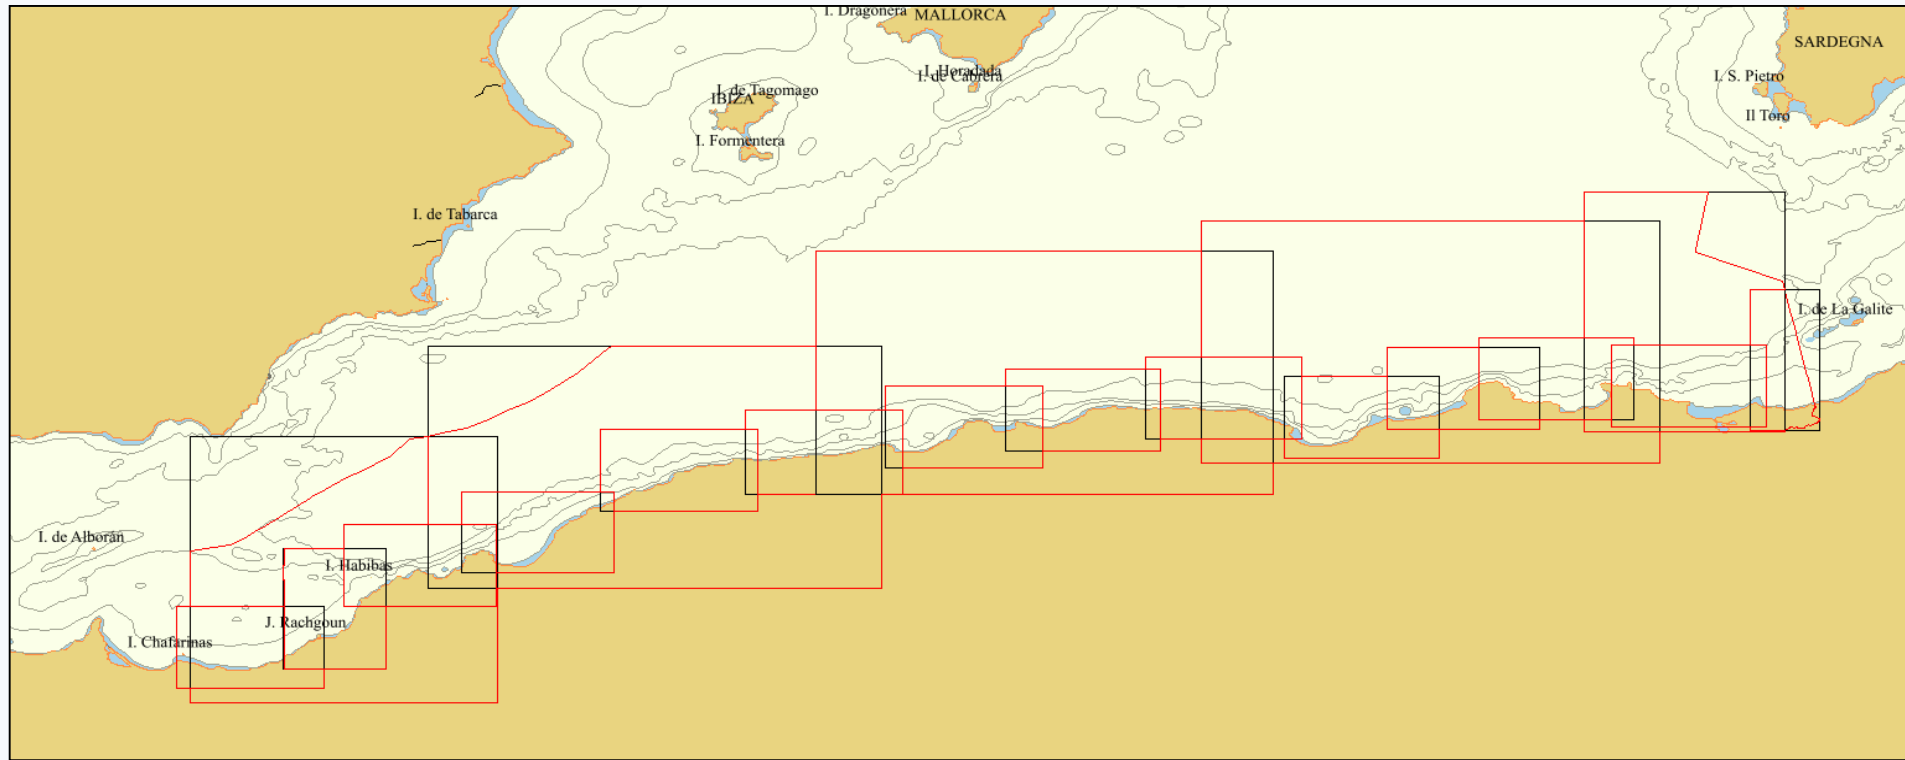 I. Dragonera
MALLORCA
SARDEGNA
I. Horadada
I. de Cabrera
I. S. Pietro
I. de Tagomago
IBIZA
Il Toro
I. Formentera
I. de Tabarca
I. de La Galite
I. de Alborán
I. Habibas
J. Rachgoun
I. Chafarinas